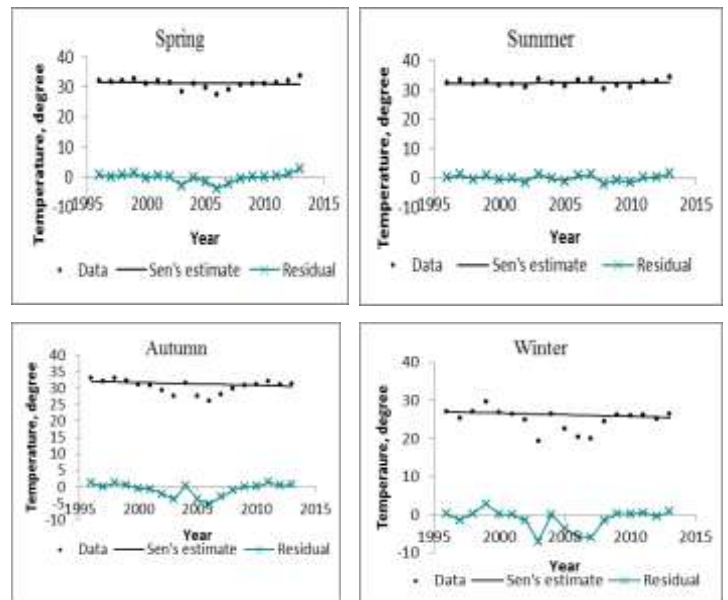 Spring
Temperature, degree
40
30
20
10
0
-10
1995
2000
2005
2010
2015
Year
Data
Sen's estimate
Residual
Summer
Temperature, degree
40
30
20
10
0
-10
1995
2000
2005
2010
2015
Year
Data
Sen's estimate
Residual
Autumn
Temperature, degree
40
35
30
25
20
15
10
5
0
-5
-10
1995
2000
2005
2010
2015
Year
Data
Sen's estimate
Residual
Winter
Temperaure, degree
40
30
20
10
0
-10
1995
2000
2005
2010
2015
Year
Data
Sen's estimate
Residual